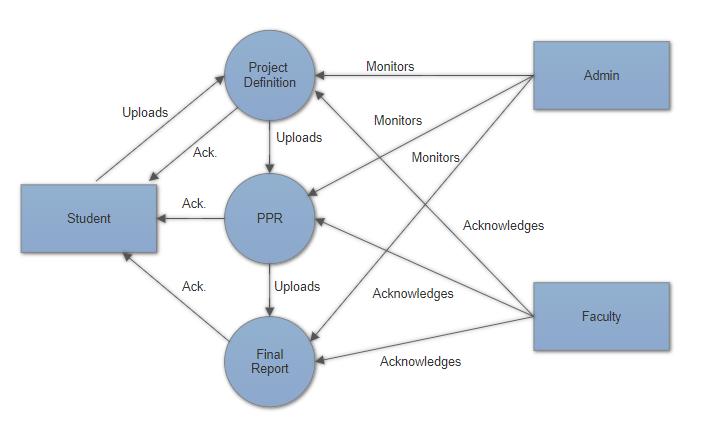 Project
Definition
Monitors
Admin
Uploads
Monitors
Uploads
Ack.
Monitors
Ack.
Student
PPR
Acknowledges
Ack.
Uploads
Acknowledges
Faculty
Final
Report
Acknowledges